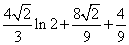 4√2/3 ln 2 + 8√2/9 + 4/9